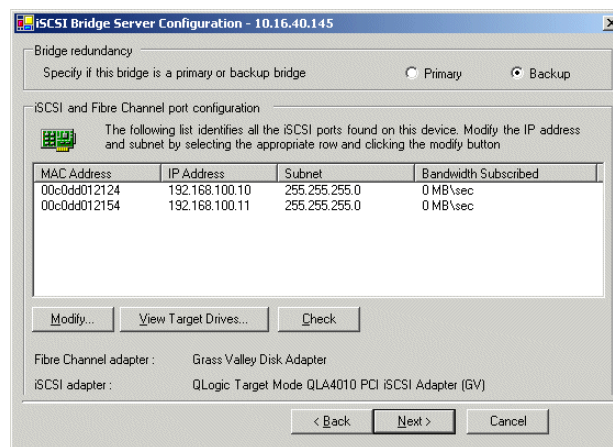 iSCSI Bridge Server Configuration - 10.16.40.145
Bridge redundancy
Specify if this bridge is a primary or backup bridge Primary Backup
iSCSI and Fibre Channel port configuration
The following list identifies all the iSCSI ports found on this device. Modify the IP address
and subnet by selecting the appropriate row and clicking the modify button
MAC Address IP Address Subnet Bandwidth Subscribed
00c0dd012124 192.168.100.10 255.255.255.0 0 MB\sec
00c0dd012154 192.168.100.11 255.255.255.0 0 MB\sec
Modify... View Target Drives... Check
Fibre Channel adapter : Grass Valley Disk Adapter
iSCSI adapter : QLogic Target Mode QLA4010 PCI iSCSI Adapter (GV)
< Back Next > Cancel